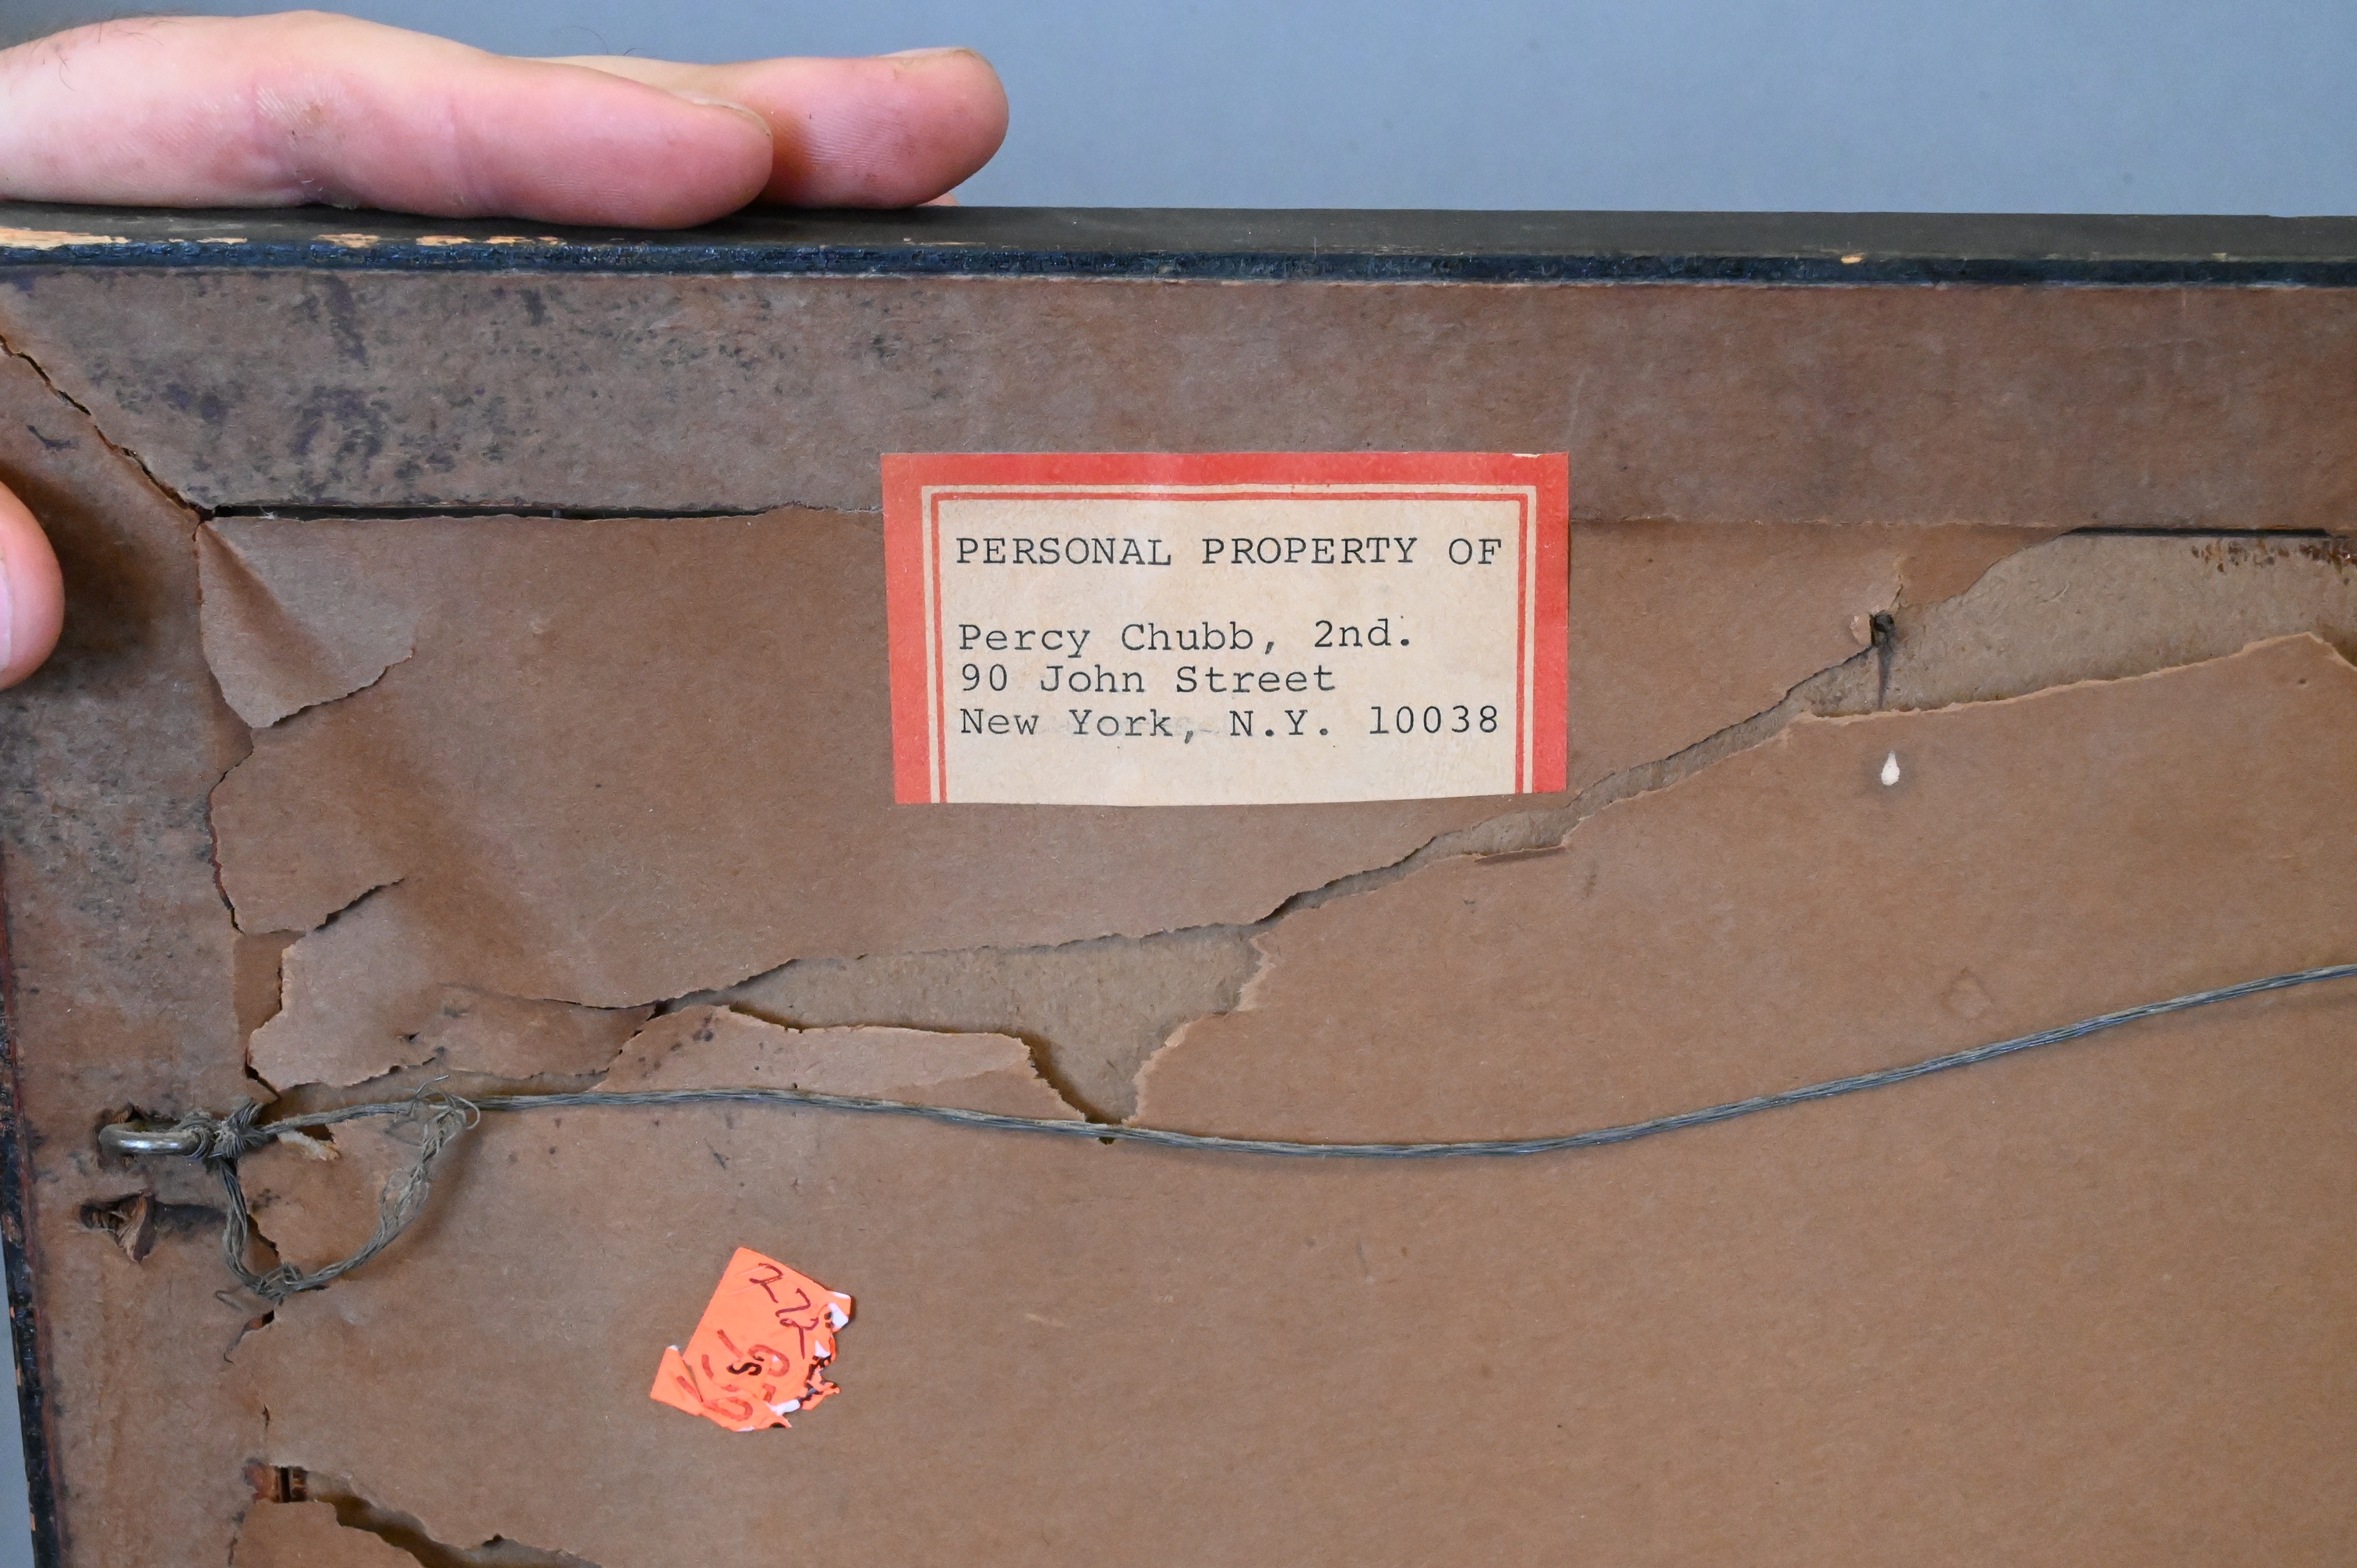 PERSONAL PROPERTY OF
Percy Chubb, 2nd.
90 John Street
New York, N.Y. 10038